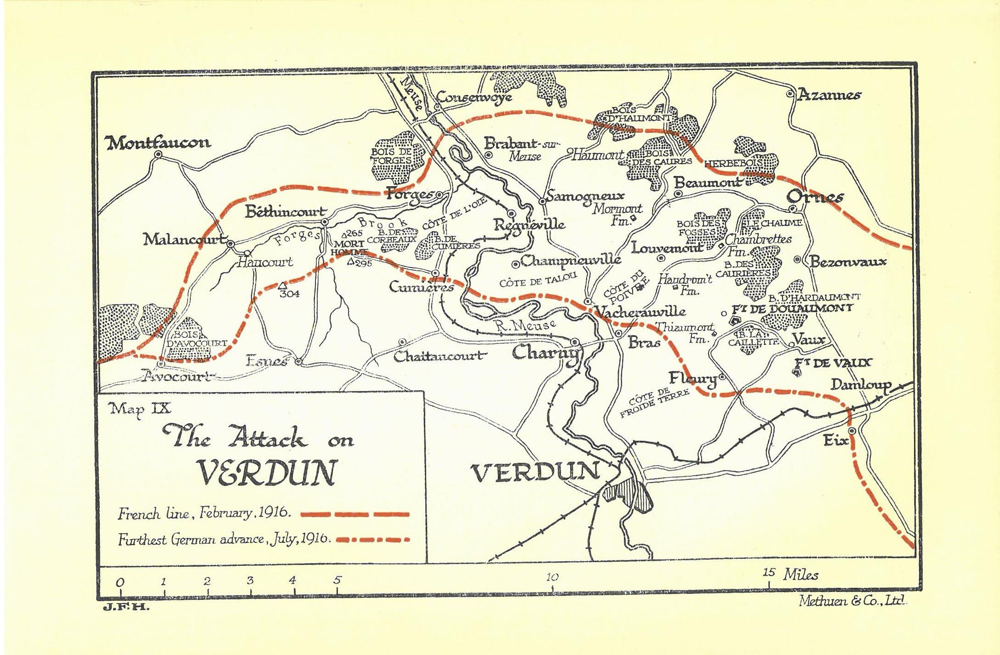 Meuse
Consenvoye
Azannes
BOIS
D'HAUMONT
Montfaucon
BOIS DE
FORGES
Brabant-sur-
Meuse
Haumont
BOIS
DES CAURES
HERBEBOIS
Beaumont
Forges
Samogneux
Ornes
Béthincourt
CÔTE DE L'OIE
Mormont
Fm.
Regnéville
BOIS DES
FOSSES
LE CHAUME
Malancourt
Forges Brook
265
B. DE
CORBEAUX
MORT
HOMME
295
B. DE
CUMIÈRES
Chambrettes
Fm.
Louvemont
Haucourt
Champneuville
Bezonvaux
B. DES
CAURIÈRES
CÔTE DE TALOU
CÔTE DU
POIVRE
Haudrom't
Fm.
304
Cumières
B. D'HARDAUMONT
FT DE DOUAUMONT
Vacherauville
R. Meuse
Thiaumont
Fm.
B. LA
CAILLETTE
Vaux
BOIS
D'AVOCOURT
Bras
Esnes
Chattancourt
Charny
FT DE VAUX
Avocourt
Fleury
Damloup
CÔTE DE
FROIDE TERRE
Eix
VERDUN
Map IX
The Attack on
VERDUN
French line, February, 1916.
Furthest German advance, July, 1916.
0 1 2 3 4 5 10 15 Miles
J.F.H.
Methuen & Co., Ltd.